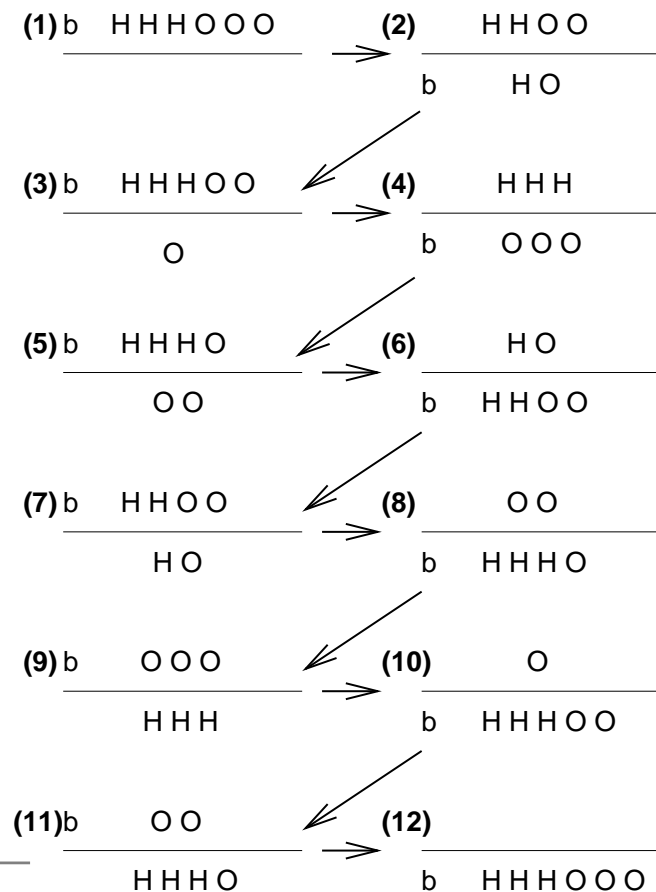 (1) b H H H O O O (2) H H O O
b H O
(3) b H H H O O (4) H H H
O b O O O
(5) b H H H O (6) H O
O O b H H O O
(7) b H H O O (8) O O
H O b H H H O
(9) b O O O (10) O
H H H b H H H O O
(11) b O O (12)
H H H O b H H H O O O